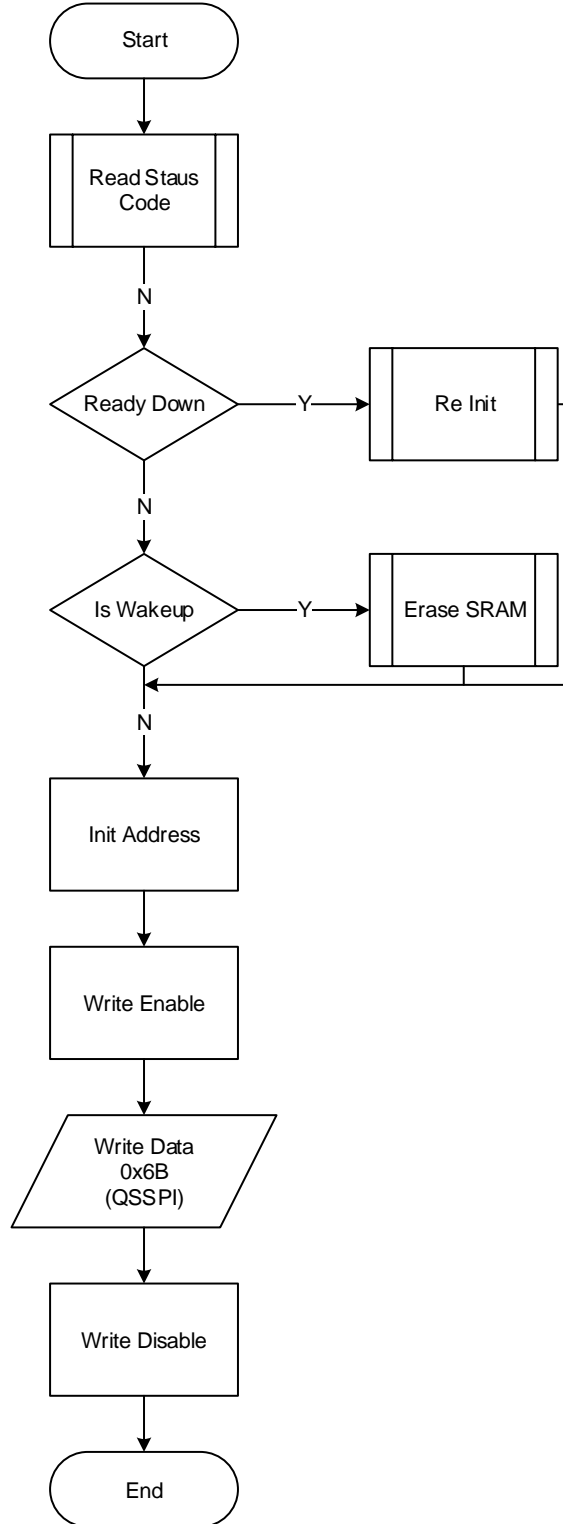 Start
Read Staus
Code
N
Ready Down
Y
Re Init
N
Is Wakeup
Y
Erase SRAM
N
Init Address
Write Enable
Write Data
0x6B
(QSSPI)
Write Disable
End